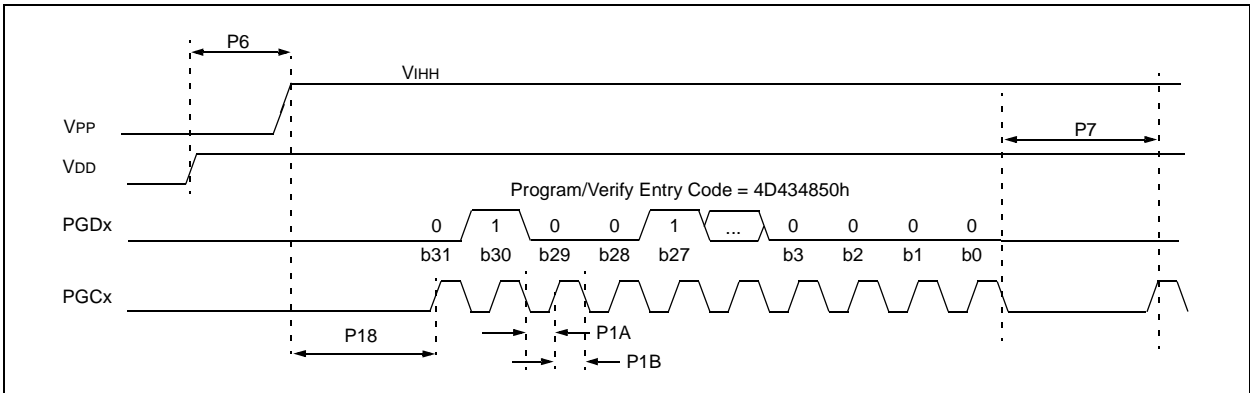 P6
VIHH
VPP
P7
VDD
Program/Verify Entry Code = 4D434850h
PGDx
0 1 0 0 1 ... 0 0 0 0
b31 b30 b29 b28 b27 b3 b2 b1 b0
PGCx
P18
P1A
P1B